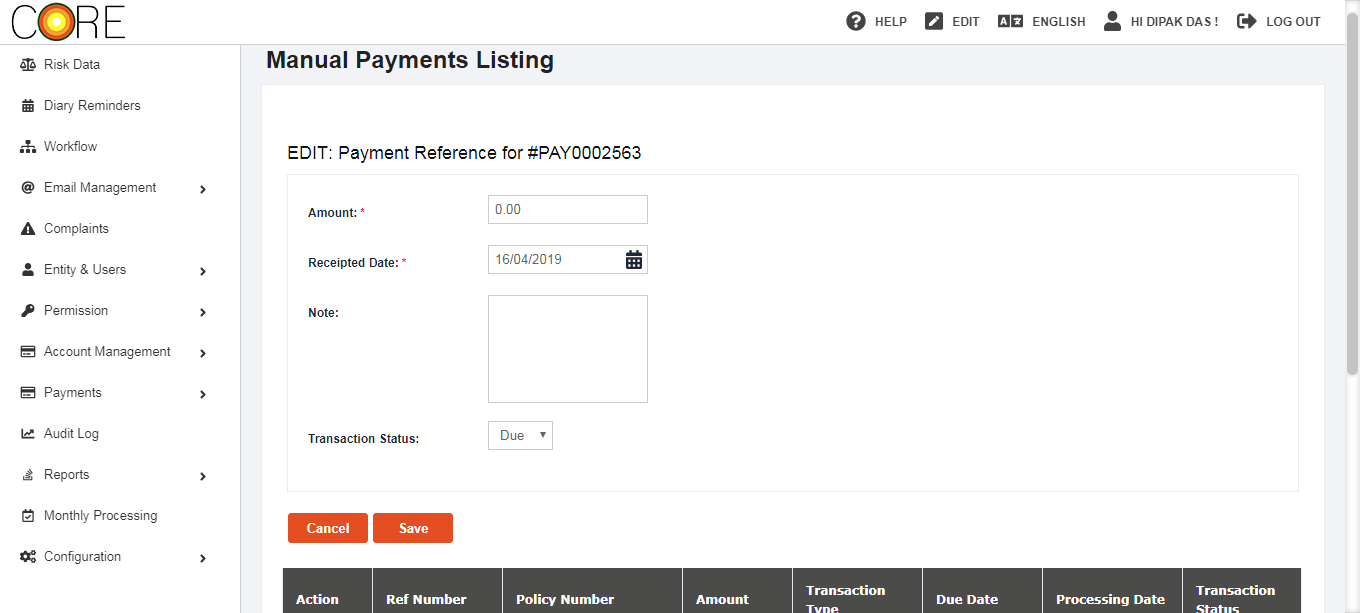 CORE
HELP
EDIT
ENGLISH
HI DIPAK DAS !
LOG OUT
Risk Data
Diary Reminders
Workflow
Email Management
Complaints
Entity & Users
Permission
Account Management
Payments
Audit Log
Reports
Monthly Processing
Configuration
Manual Payments Listing
EDIT: Payment Reference for #PAY0002563
Amount: *
0.00
Receipted Date: *
16/04/2019
Note:
Transaction Status:
Due
Cancel
Save
Action
Ref Number
Policy Number
Amount
Transaction
Type
Due Date
Processing Date
Transaction
Status